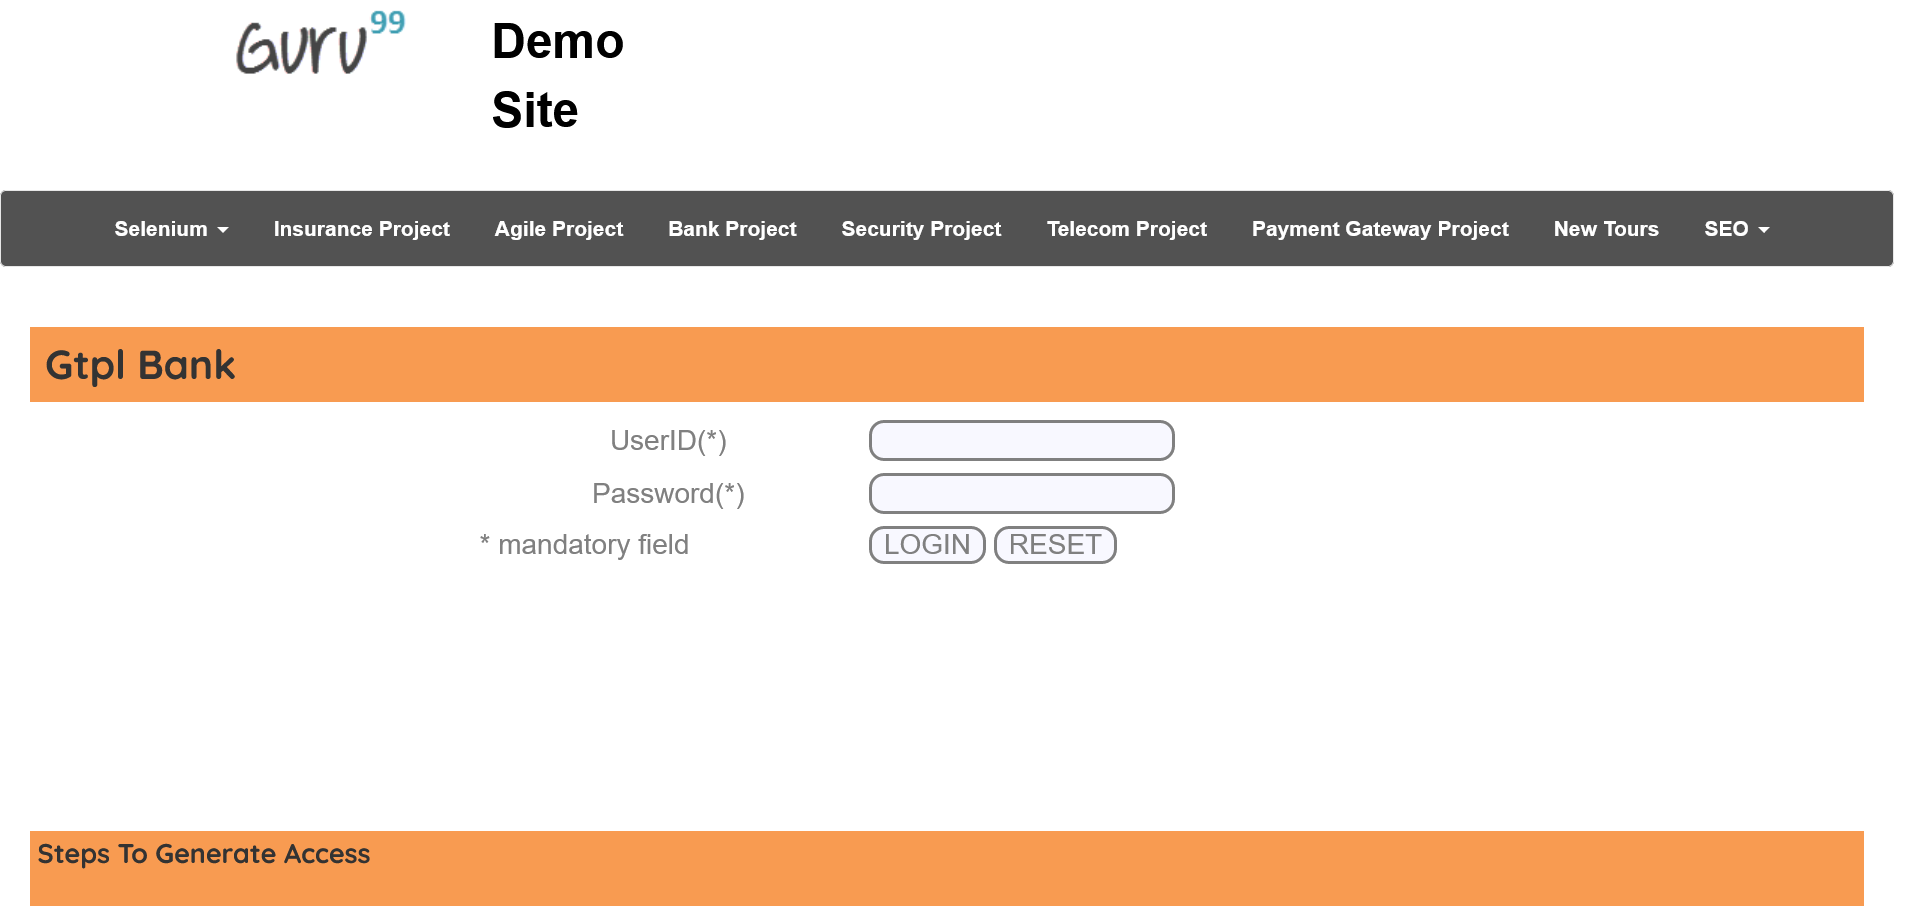 Guru99
Demo
Site
Selenium Insurance Project Agile Project Bank Project Security Project Telecom Project Payment Gateway Project New Tours SEO
Gtpl Bank
UserID(*)
Password(*)
* mandatory field LOGIN RESET
Steps To Generate Access